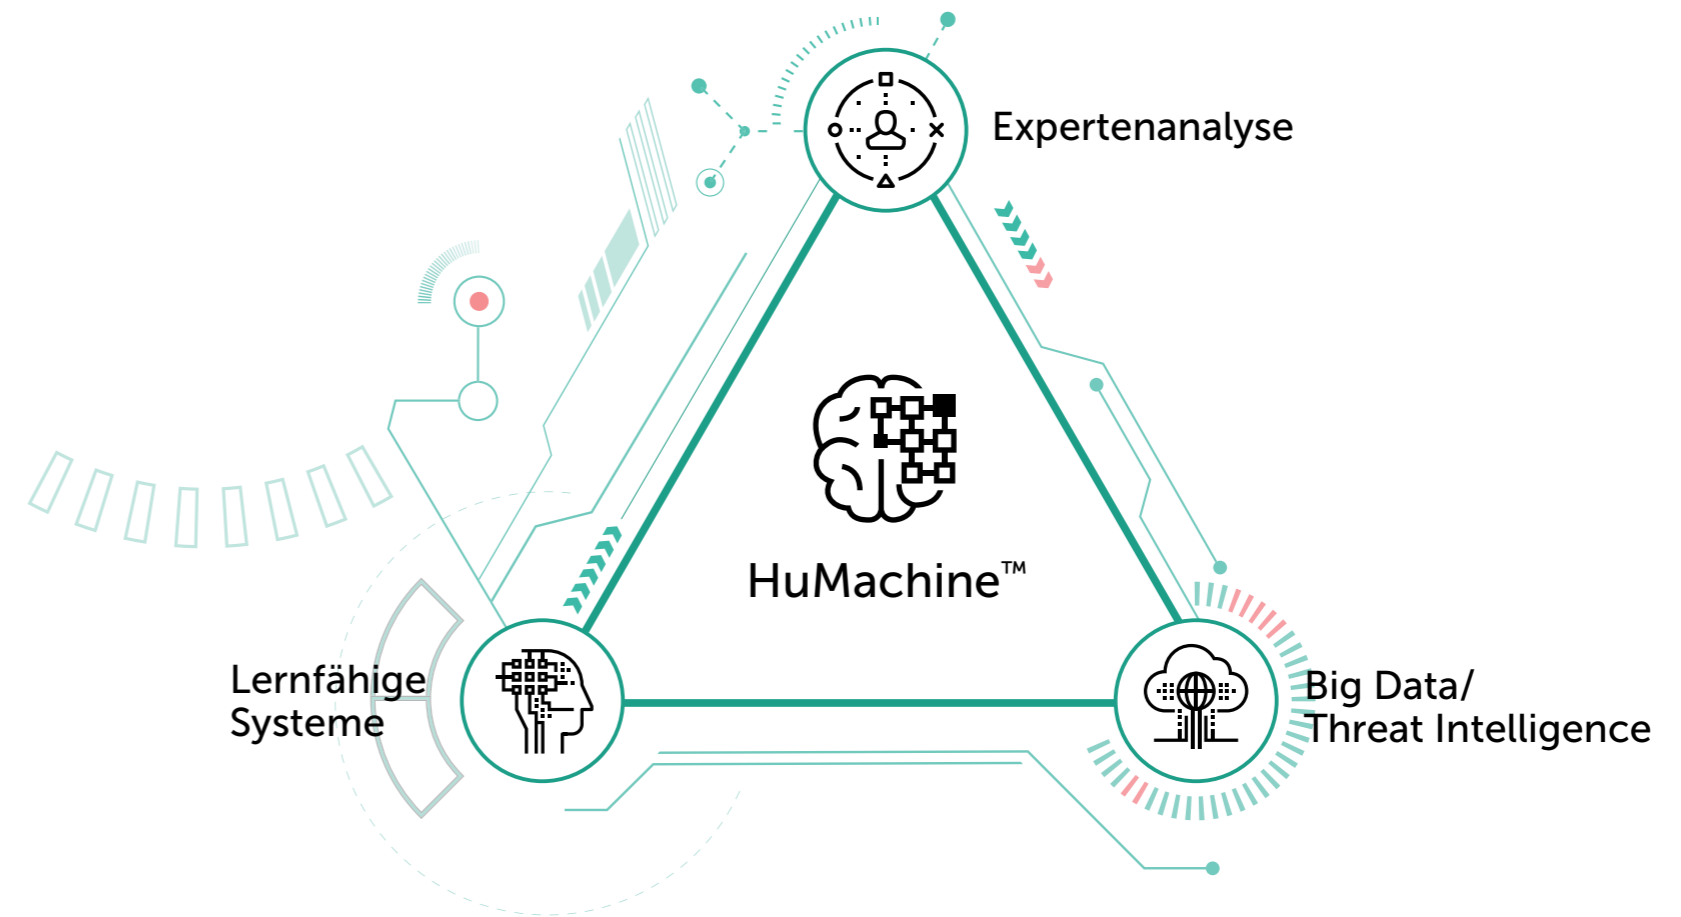 Expertenanalyse
HuMachine™
Lernfähige
Systeme
Big Data/
Threat Intelligence